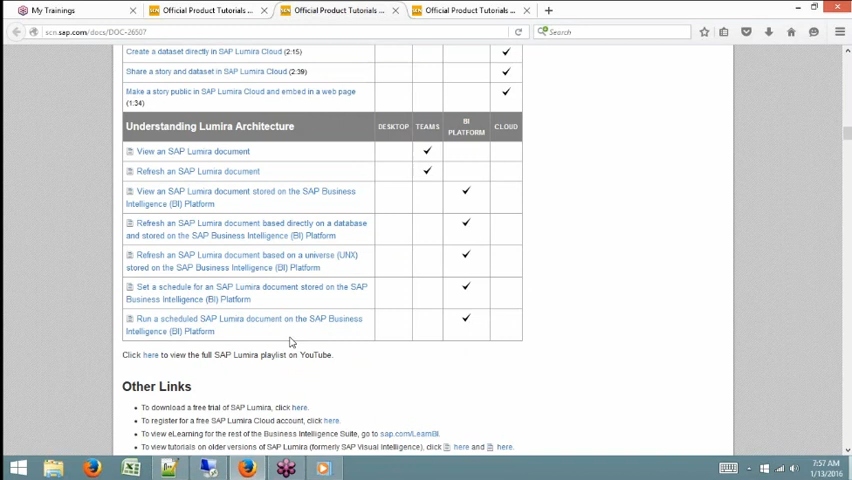 My Trainings
Official Product Tutorials ...
Official Product Tutorials ...
Official Product Tutorials ...
scn.sap.com/docs/DOC-26507
Search
Create a dataset directly in SAP Lumira Cloud (2:15)
Share a story and dataset in SAP Lumira Cloud (2:39)
Make a story public in SAP Lumira Cloud and embed in a web page
(1:34)
Understanding Lumira Architecture DESKTOP TEAMS BI PLATFORM CLOUD
View an SAP Lumira document
Refresh an SAP Lumira document
View an SAP Lumira document stored on the SAP Business
Intelligence (BI) Platform
Refresh an SAP Lumira document based directly on a database
and stored on the SAP Business Intelligence (BI) Platform
Refresh an SAP Lumira document based on a universe (UNX)
stored on the SAP Business Intelligence (BI) Platform
Set a schedule for an SAP Lumira document stored on the SAP
Business Intelligence (BI) Platform
Run a scheduled SAP Lumira document on the SAP Business
Intelligence (BI) Platform
Click here to view the full SAP Lumira playlist on YouTube.
Other Links
To download a free trial of SAP Lumira, click here.
To register for a free SAP Lumira Cloud account, click here.
To view eLearning for the rest of the Business Intelligence Suite, go to sap.com/LearnBI.
To view tutorials on older versions of SAP Lumira (formerly SAP Visual Intelligence), click here and here.
7:57 AM
1/13/2016